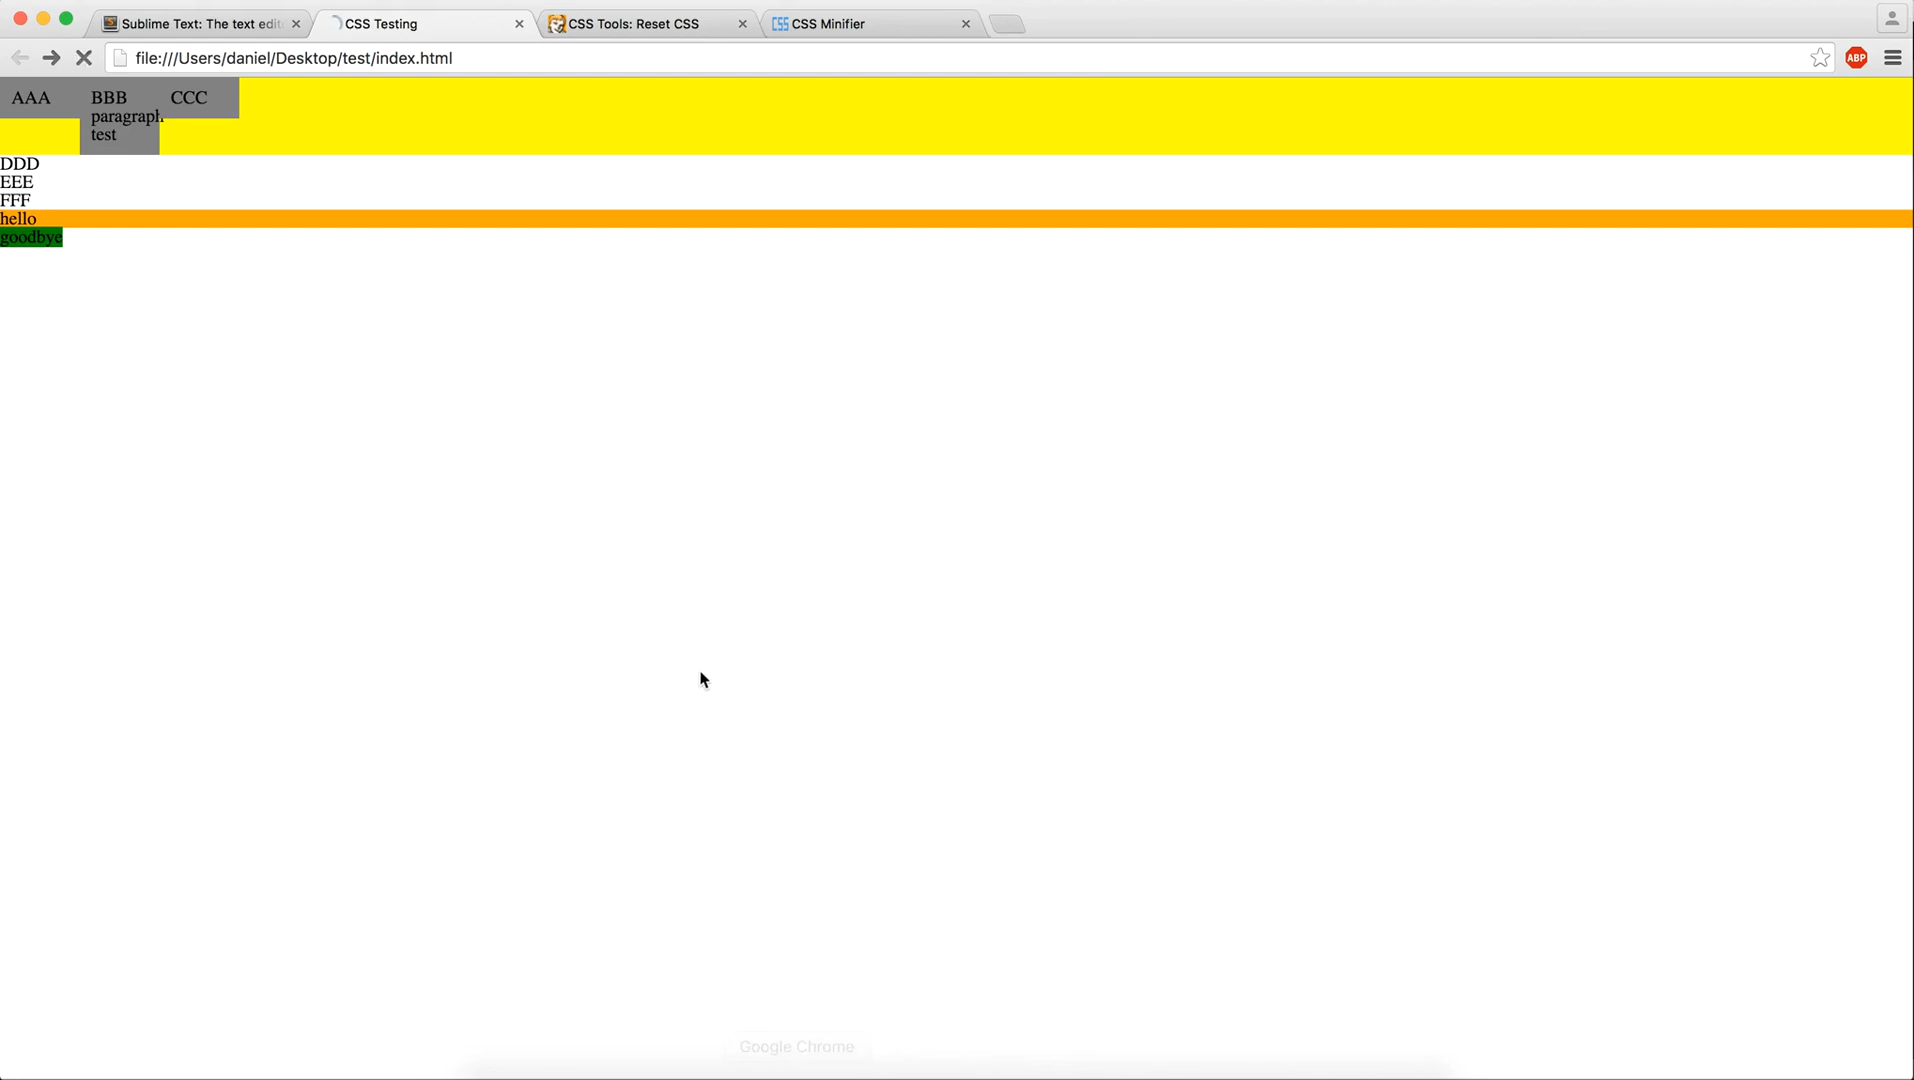 Sublime Text: The text edit
CSS Testing
CSS Tools: Reset CSS
CSS Minifier
file:///Users/daniel/Desktop/test/index.html
ABP
AAA BBB CCC
paragraph
test
DDD
EEE
FFF
hello
goodbye
Google Chrome